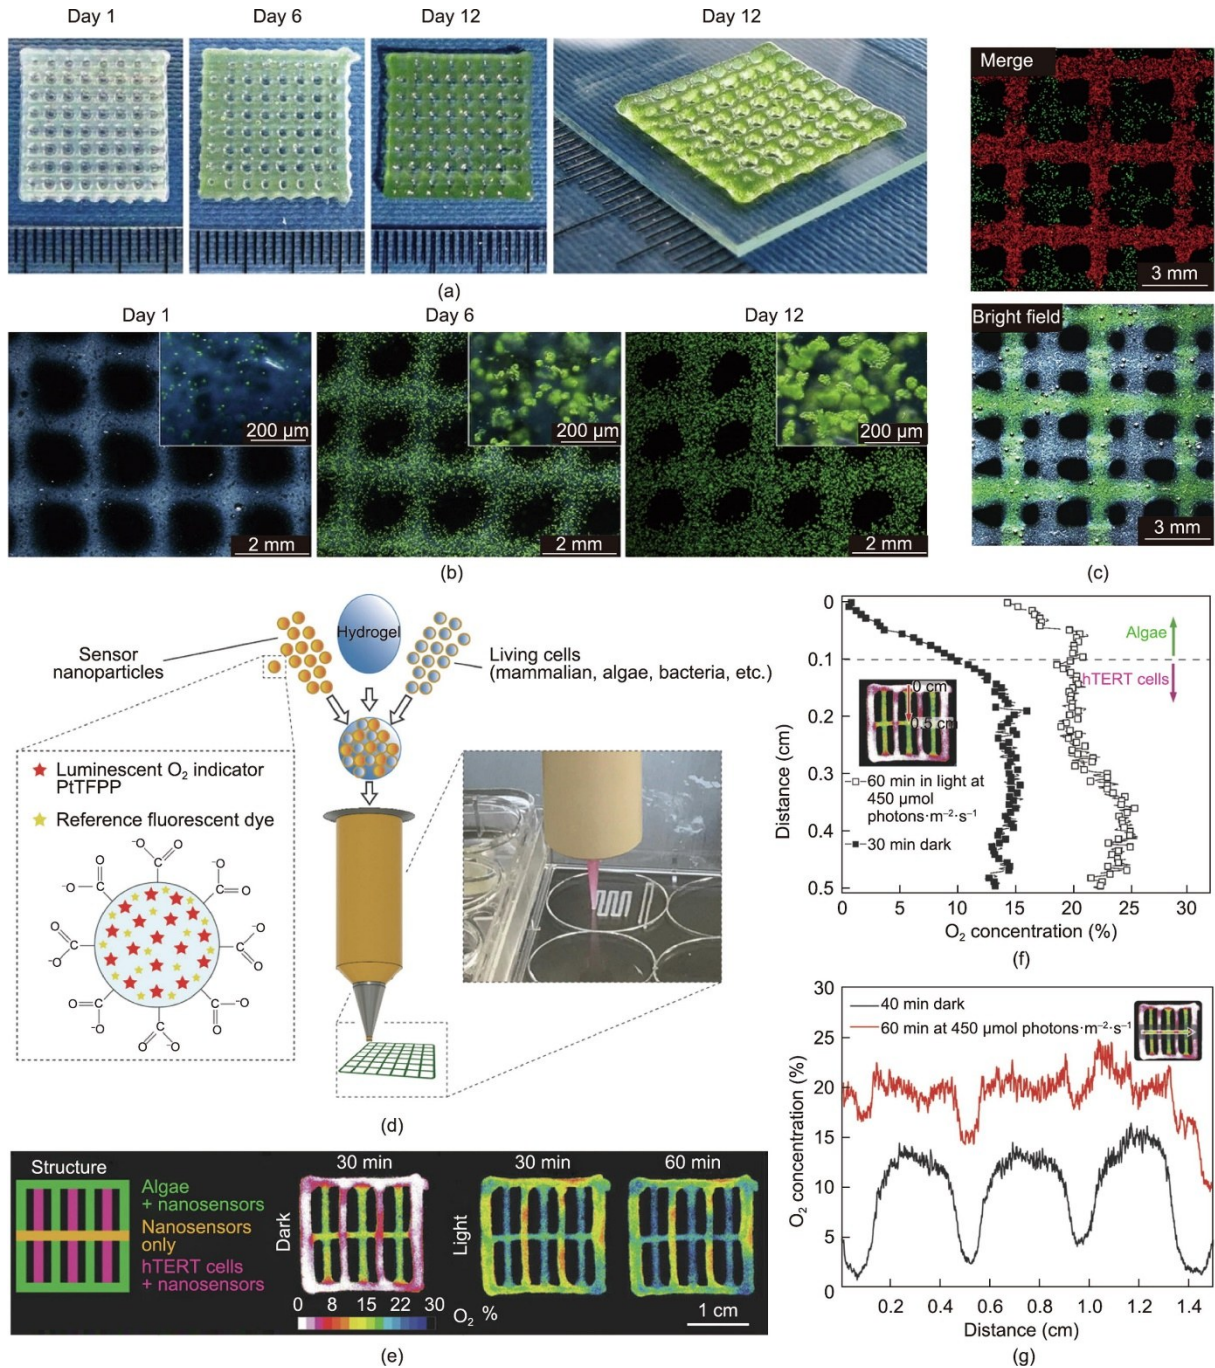 Day 1
Day 6
Day 12
Day 12
(a)
Merge
3 mm
Bright field
3 mm
(c)
Day 1
Day 6
Day 12
200 μm
2 mm
200 μm
2 mm
200 μm
2 mm
(b)
Sensor
nanoparticles
Hydrogel
Living cells
(mammalian, algae, bacteria, etc.)
Luminescent O₂ indicator
PtTFPP
Reference fluorescent dye
⁻O
O
C
⁻O
O
C
⁻O
O
C
O
C
⁻O
O
C
O⁻
O
C
O⁻
O
C
O⁻
O
C
O⁻
(d)
0
0.1
0.2
0.3
0.4
0.5
Distance (cm)
Algae
hTERT cells
0 cm
0.5 cm
60 min in light at
450 μmol
photons·m⁻²·s⁻¹
30 min dark
0 5 10 15 20 25 30
O₂ concentration (%)
(f)
Structure
Algae
+ nanosensors
Nanosensors
only
hTERT cells
+ nanosensors
Dark
30 min
0 8 15 22 30
O₂ %
Light
30 min
60 min
1 cm
(e)
30
25
20
15
10
5
0
O₂ concentration (%)
40 min dark
60 min at 450 μmol photons·m⁻²·s⁻¹
0 0.2 0.4 0.6 0.8 1.0 1.2 1.4
Distance (cm)
(g)